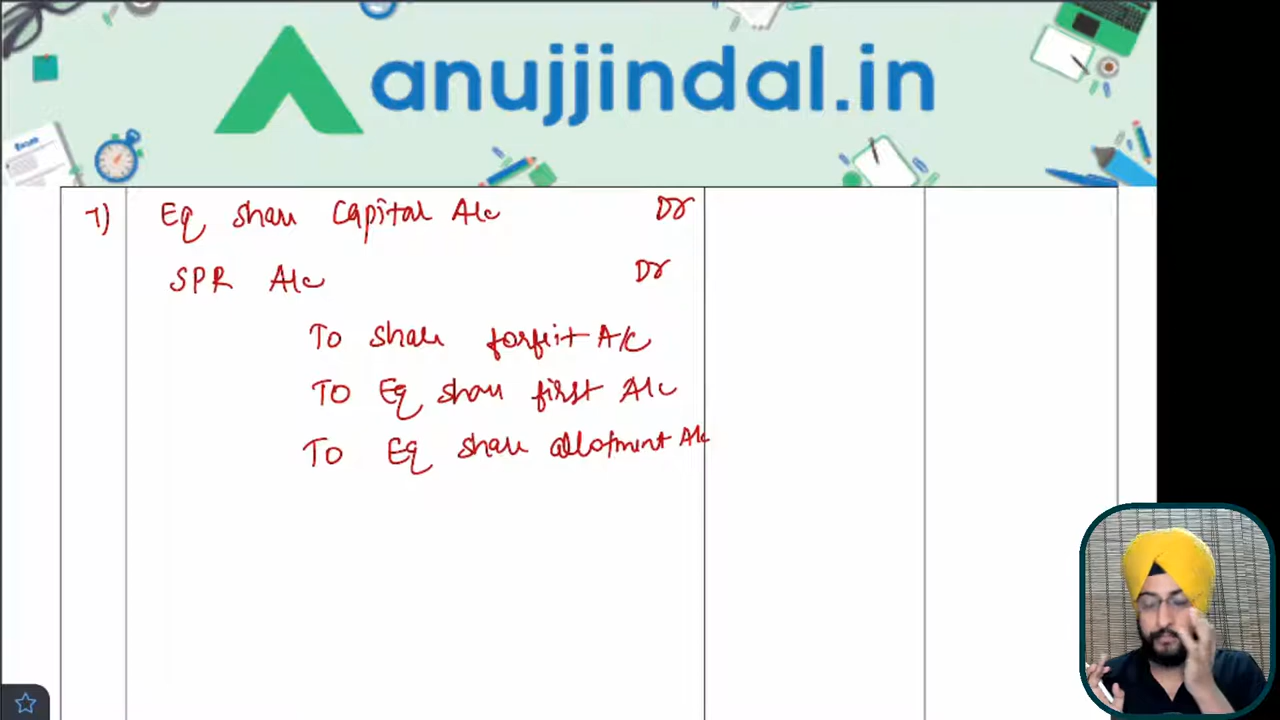 anujjindal.in
7) Eq share Capital A/c Dr
SPR A/c Dr
To share forfeit A/c
To Eq share first A/c
To Eq share allotment A/c